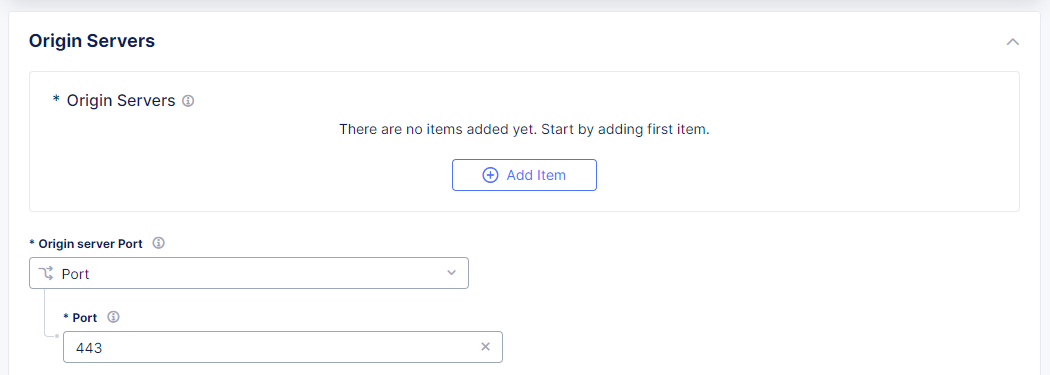 Origin Servers
* Origin Servers
There are no items added yet. Start by adding first item.
Add Item
* Origin server Port
Port
* Port
443